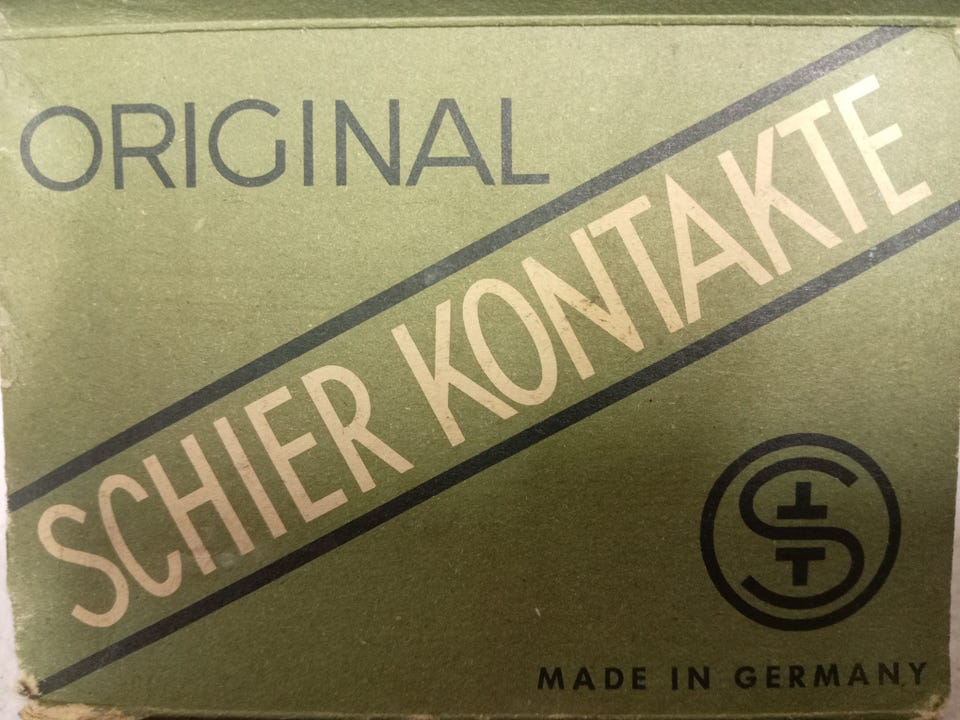 ORIGINAL
SCHIER KONTAKTE
S
MADE IN GERMANY